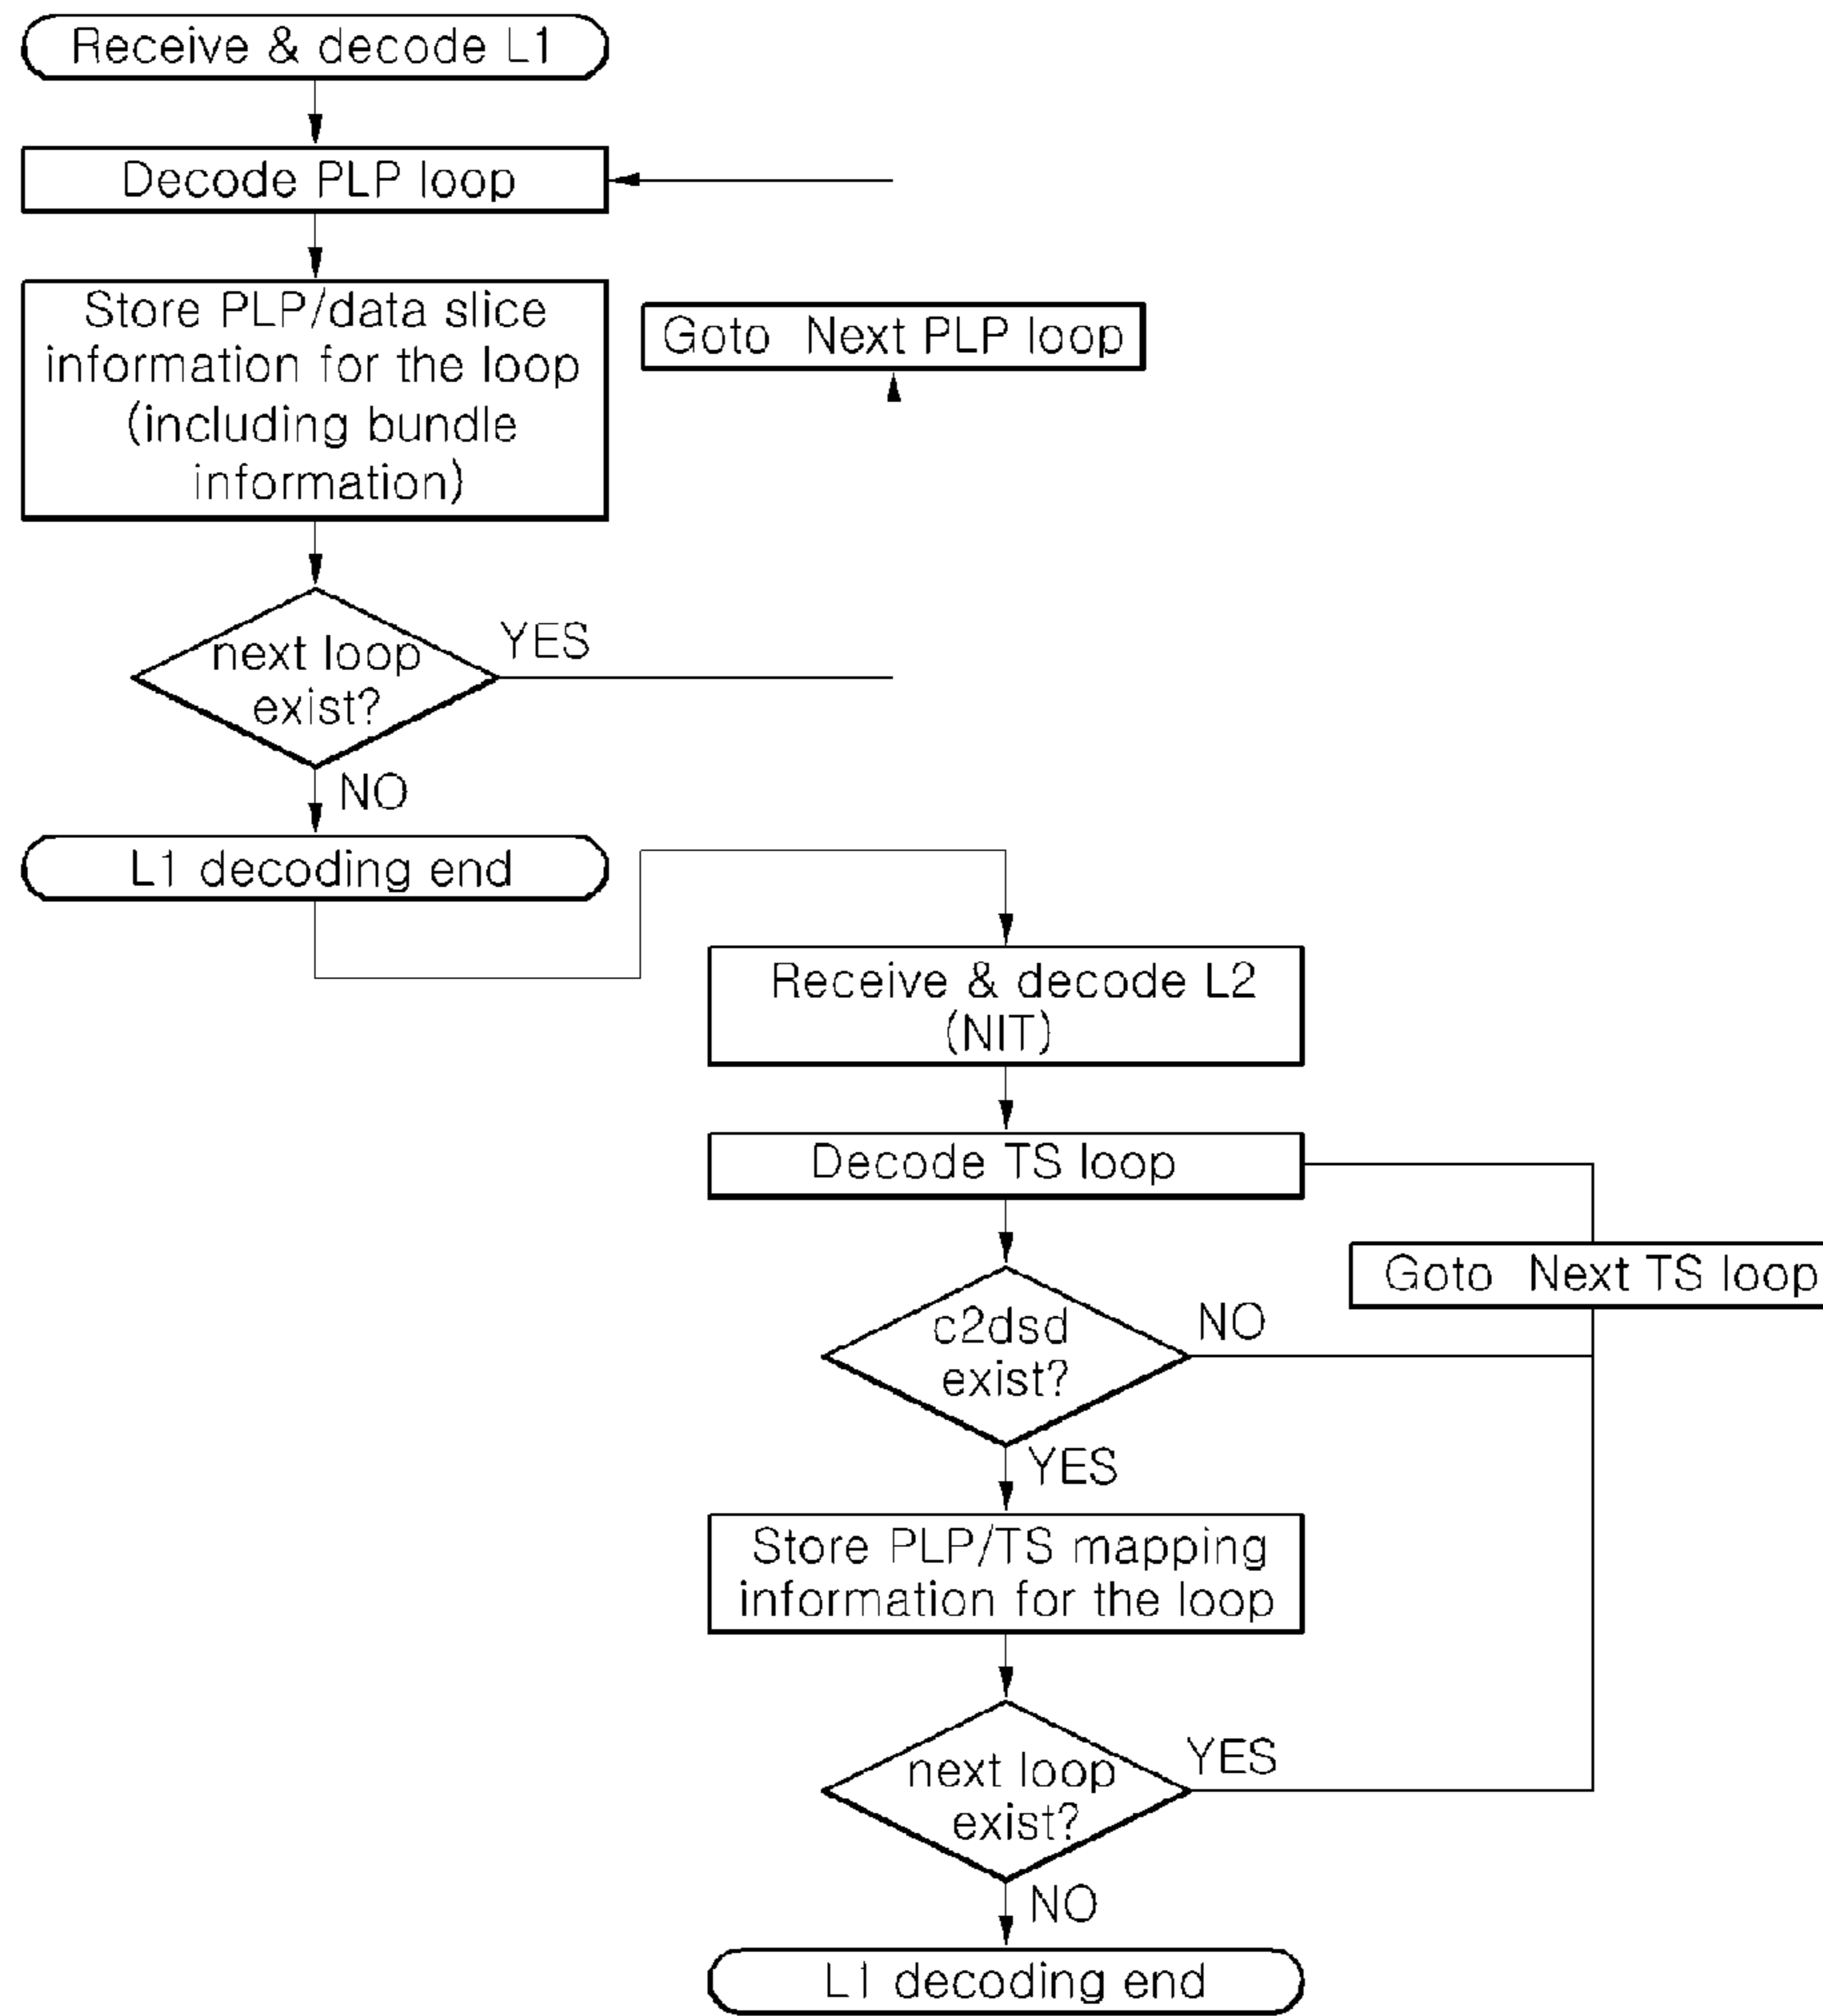 Receive & decode L1
Decode PLP loop
Store PLP/data slice
information for the loop
(including bundle
information)
Goto Next PLP loop
next loop
exist?
YES
NO
L1 decoding end
Receive & decode L2
(NIT)
Decode TS loop
Goto Next TS loop
c2dsd
exist?
NO
YES
Store PLP/TS mapping
information for the loop
next loop
exist?
YES
NO
L1 decoding end